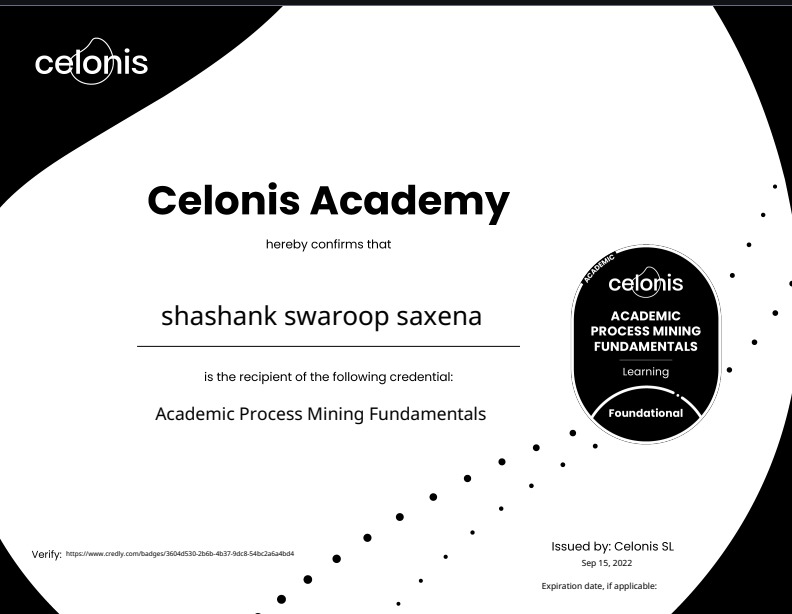 celonis
Celonis Academy
hereby confirms that
shashank swaroop saxena
is the recipient of the following credential:
Academic Process Mining Fundamentals
ACADEMIC
celonis
ACADEMIC
PROCESS MINING
FUNDAMENTALS
Learning
Foundational
Verify: https://www.credly.com/badges/3604d530-2b6b-4b37-9dc8-54bc2a6a4bd4
Issued by: Celonis SL
Sep 15, 2022
Expiration date, if applicable: